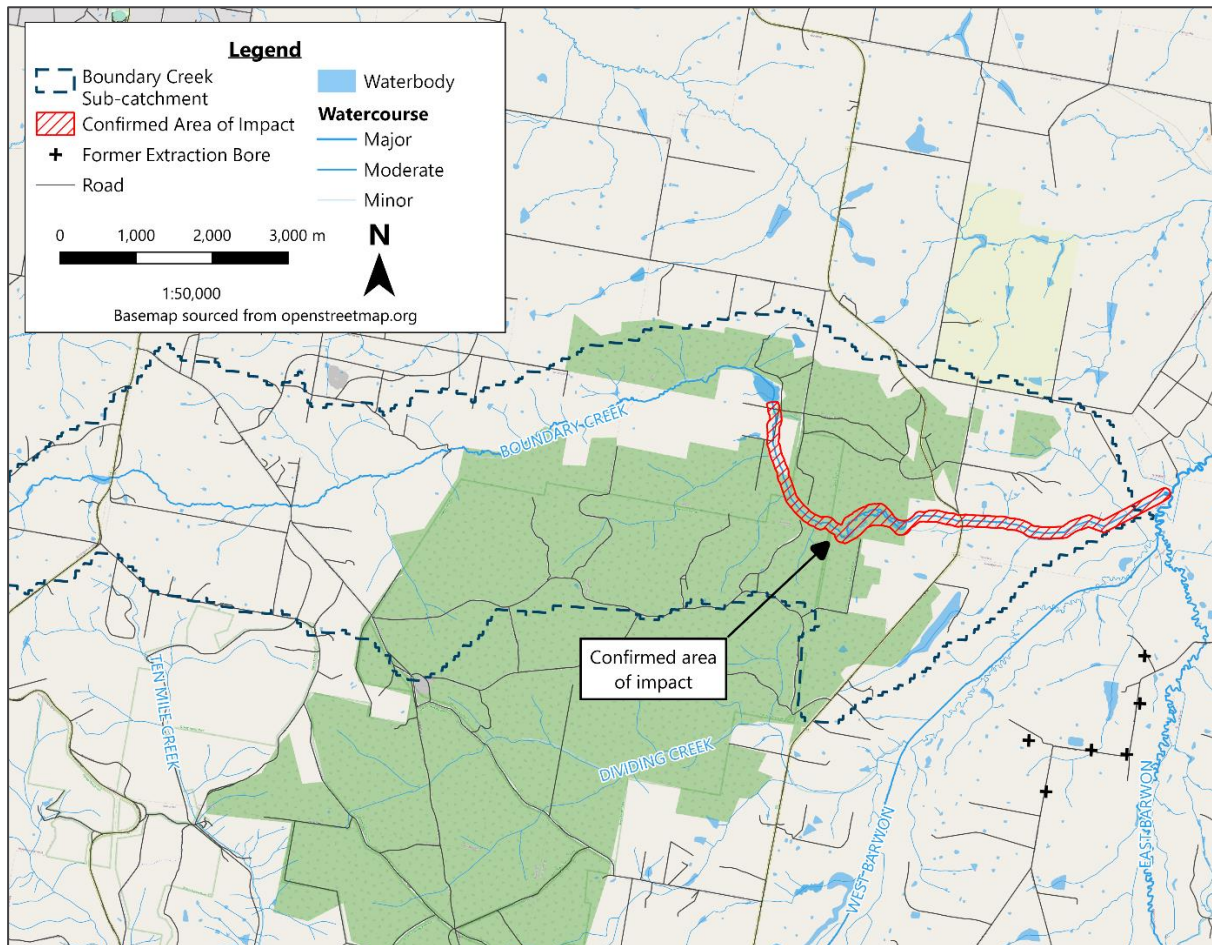 Legend
Boundary Creek
Sub-catchment
Confirmed Area of Impact
Former Extraction Bore
Road
Waterbody
Watercourse
Major
Moderate
Minor
0 1,000 2,000 3,000 m
N
1:50,000
Basemap sourced from openstreetmap.org
BOUNDARY CREEK
Confirmed area
of impact
TEN MILE CREEK
DIVIDING CREEK
WEST BARWON
EAST BARWON